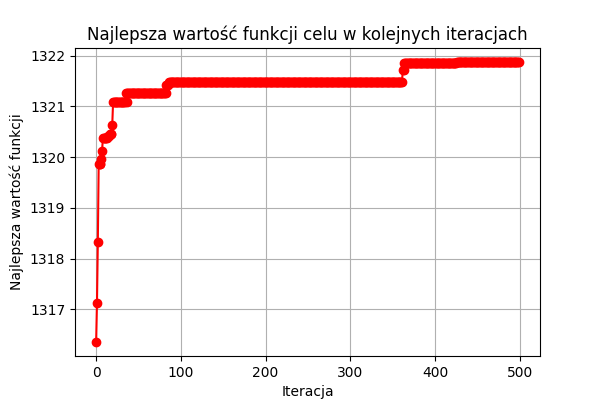 Najlepsza wartość funkcji celu w kolejnych iteracjach
1322
1321
1320
1319
1318
1317
Najlepsza wartość funkcji
0 100 200 300 400 500
Iteracja